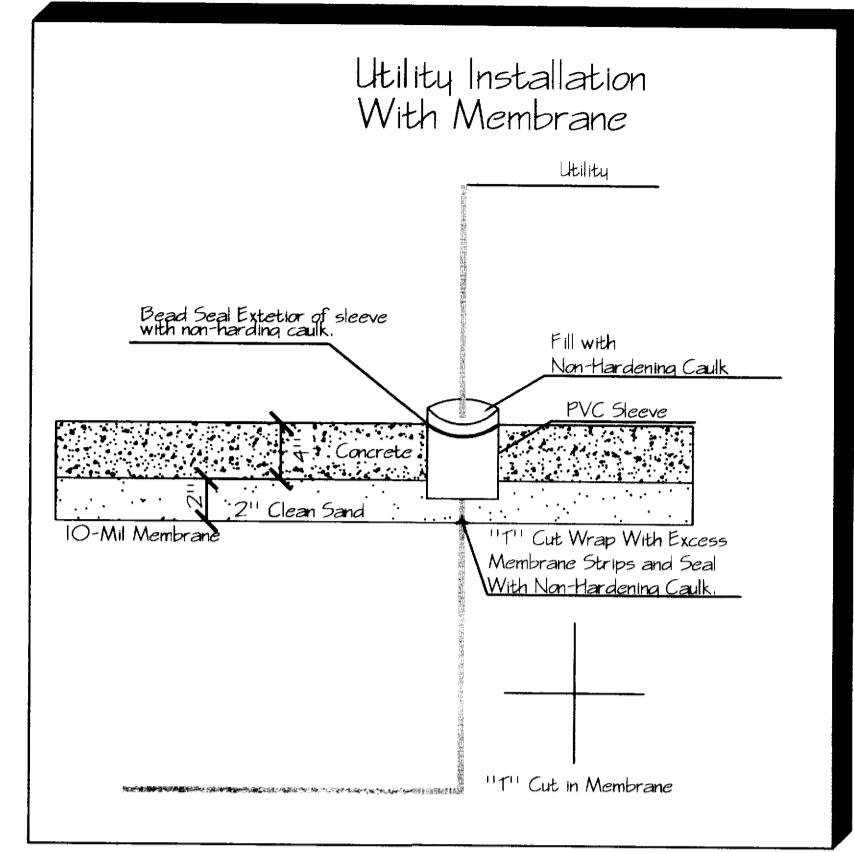 Utility Installation
With Membrane
Utility
Bead Seal Extetior of sleeve
with non-harding caulk.
Fill with
Non-Hardening Caulk
PVC Sleeve
4"
Concrete
2"
2" Clean Sand
10-Mil Membrane
"T" Cut Wrap With Excess
Membrane Strips and Seal
With Non-Hardening Caulk.
"T" Cut in Membrane